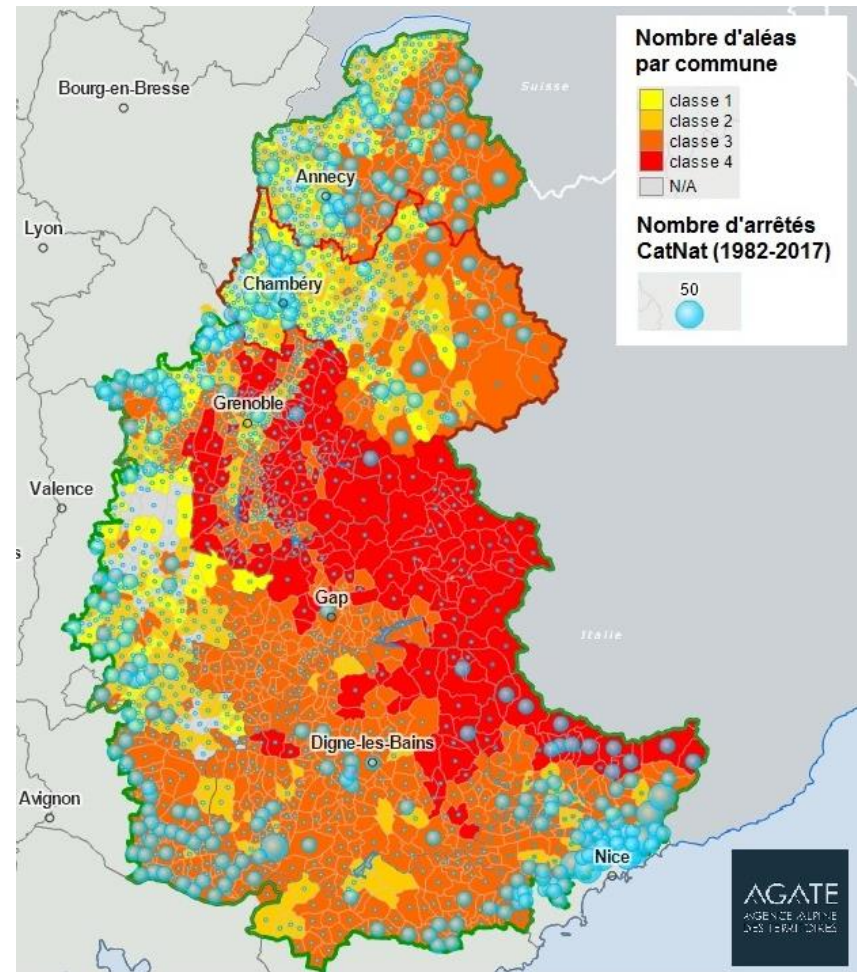 Nombre d'aléas
par commune
classe 1
classe 2
classe 3
classe 4
N/A
Nombre d'arrêtés
CatNat (1982-2017)
50
Bourg-en-Bresse
Suisse
Annecy
Lyon
Chambéry
Grenoble
Valence
s
Gap
Italie
Digne-les-Bains
Avignon
Nice
AGATE
AGENCE ALPINE
DES TERRITOIRES